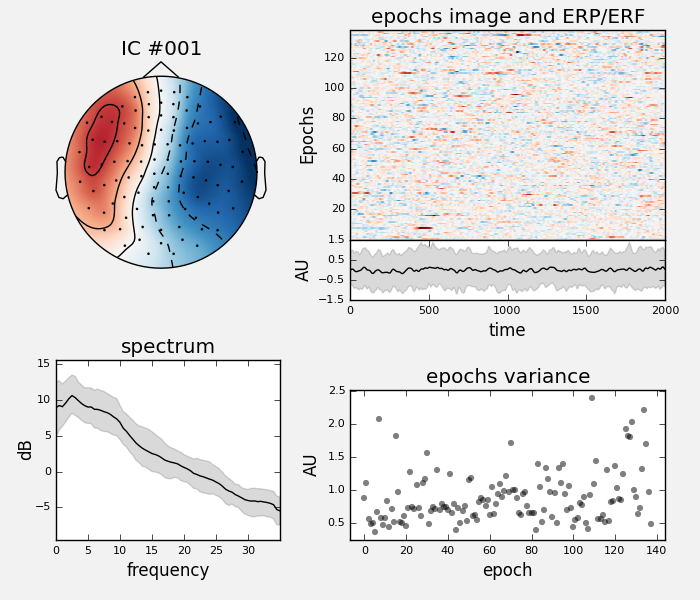 epochs image and ERP/ERF
IC #001
Epochs
120
100
80
60
40
20
AU
1.5
0.5
−0.5
−1.5
0 500 1000 1500 2000
time
spectrum
dB
15
10
5
0
−5
0 5 10 15 20 25 30
frequency
epochs variance
AU
2.5
2.0
1.5
1.0
0.5
0 20 40 60 80 100 120 140
epoch